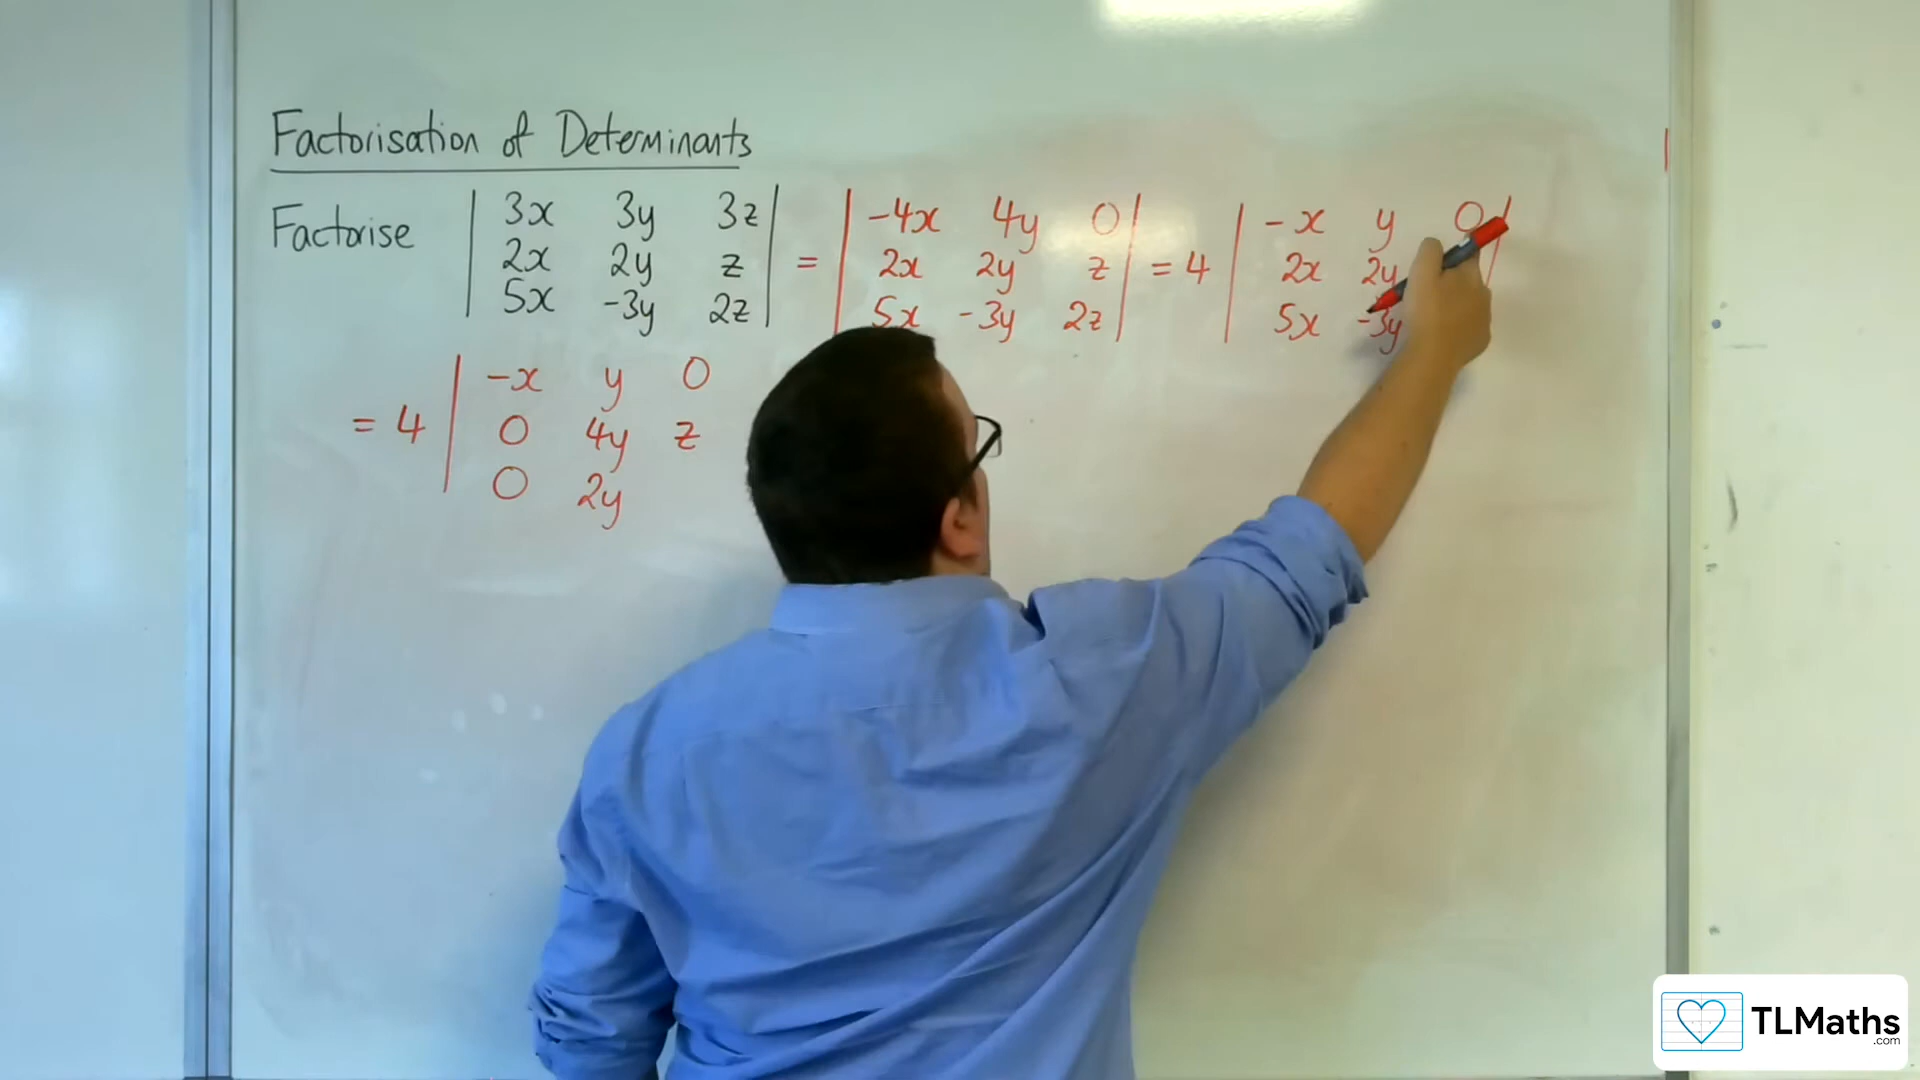 Factorisation of Determinants
Factorise | 3x 3y 3z | = | -4x 4y 0 | = 4 | -x y 0 |
2x 2y z 2x 2y z 2x 2y
5x -3y 2z 5x -3y 2z 5x -3y
= 4 | -x y 0
0 4y z
0 2y
TLMaths
.com